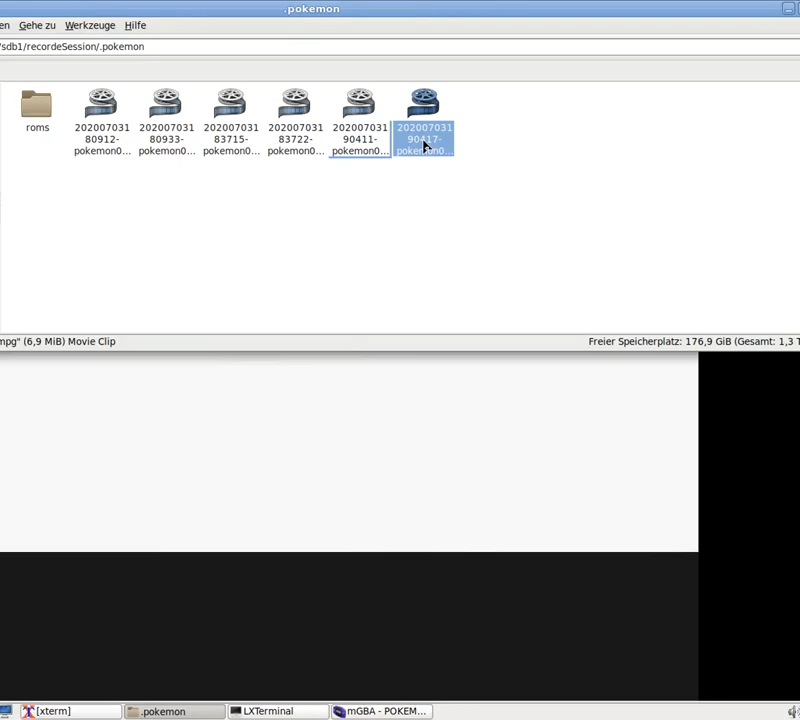 .pokemon
en Gehe zu Werkzeuge Hilfe
/sdb1/recordeSession/.pokemon
roms
202007031
80912-
pokemon0...
202007031
80933-
pokemon0...
202007031
83715-
pokemon0...
202007031
83722-
pokemon0...
202007031
90411-
pokemon0...
202007031
90417-
pokemon0...
mpg" (6,9 MiB) Movie Clip
Freier Speicherplatz: 176,9 GiB (Gesamt: 1,3 T
[xterm]
.pokemon
LXTerminal
mGBA - POKEM...